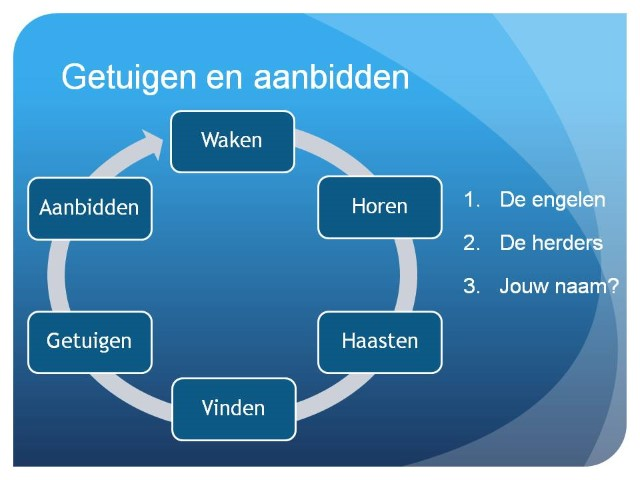 Getuigen en aanbidden
Waken
Horen
Haasten
Vinden
Getuigen
Aanbidden
1. De engelen
2. De herders
3. Jouw naam?